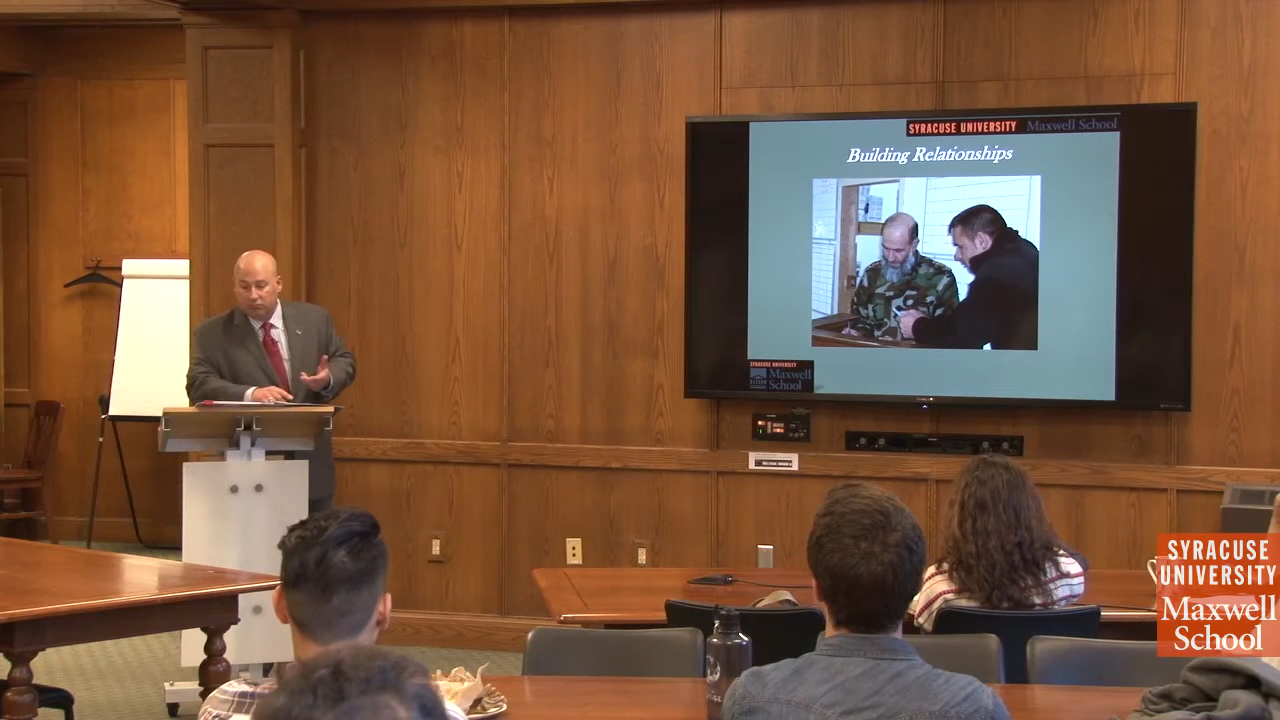 SYRACUSE UNIVERSITY Maxwell School
Building Relationships
SYRACUSE UNIVERSITY
Maxwell
School
SYRACUSE
UNIVERSITY
Maxwell
School